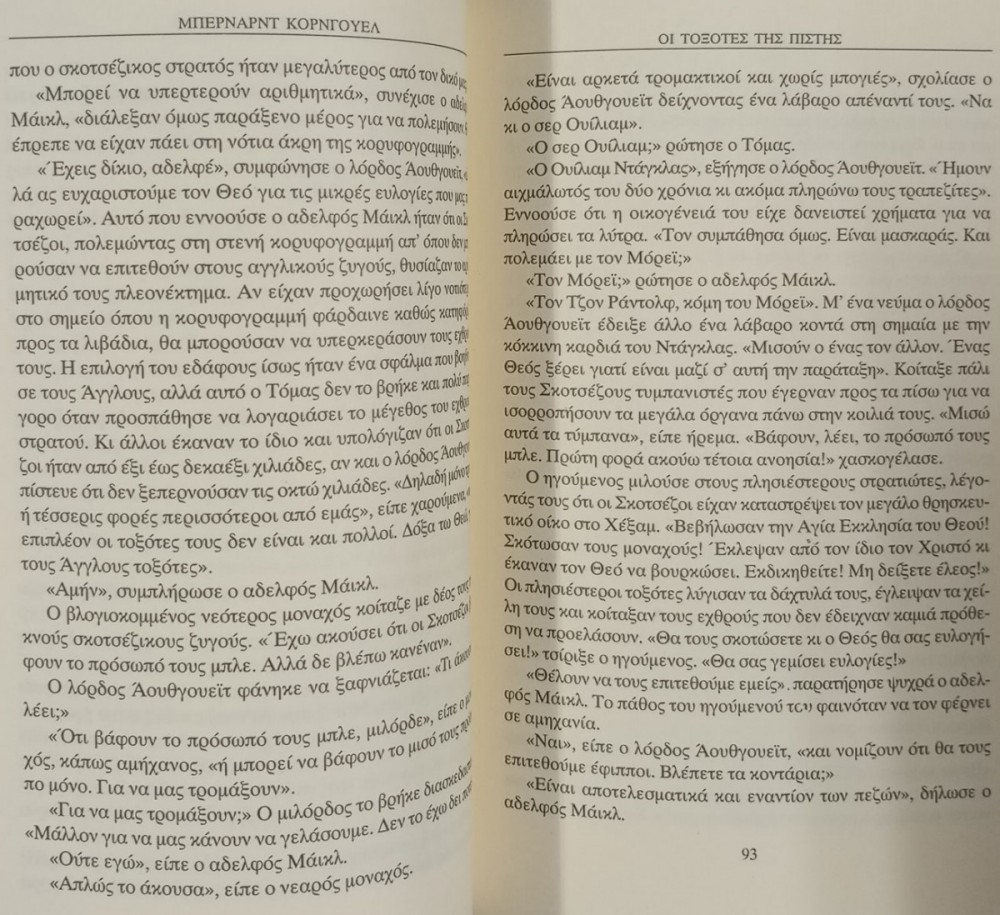 ΜΠΕΡΝΑΡΝΤ ΚΟΡΝΓΟΥΕΛ
που ο σκοτσέζικος στρατός ήταν μεγαλύτερος από τον δικό μας
«Μπορεί να υπερτερούν αριθμητικά», συνέχισε ο αδελφ
Μάικλ, «διάλεξαν όμως παράξενο μέρος για να πολεμήσουν.
έπρεπε να είχαν πάει στη νότια άκρη της κορυφογραμμής».
«Έχεις δίκιο, αδελφέ», συμφώνησε ο λόρδος Άουθγουεϊτ, «
λά ας ευχαριστούμε τον Θεό για τις μικρές ευλογίες που μας
ραχωρεί». Αυτό που εννοούσε ο αδελφός Μάικλ ήταν ότι οι Σκ
τσέζοι, πολεμώντας στη στενή κορυφογραμμή απ’ όπου δεν
ρούσαν να επιτεθούν στους αγγλικούς ζυγούς, θυσίαζαν το
μητικό τους πλεονέκτημα. Αν είχαν προχωρήσει λίγο νοτιότ
στο σημείο όπου η κορυφογραμμή φάρδαινε καθώς κατηφόρ
προς τα λιβάδια, θα μπορούσαν να υπερκεράσουν τους εχθρ
τους. Η επιλογή του εδάφους ίσως ήταν ένα σφάλμα που βοηθ
σε τους Άγγλους, αλλά αυτό ο Τόμας δεν το βρήκε και πολύ
γορο όταν προσπάθησε να λογαριάσει το μέγεθος του εχθρ
στρατού. Κι άλλοι έκαναν το ίδιο και υπολόγιζαν ότι οι Σκοτ
ζοι ήταν από έξι έως δεκαέξι χιλιάδες, αν και ο λόρδος Άουθγου
πίστευε ότι δεν ξεπερνούσαν τις οκτώ χιλιάδες. «Δηλαδή μόνο
ή τέσσερις φορές περισσότεροι από εμάς», είπε χαρούμενα, «
επιπλέον οι τοξότες τους δεν είναι και πολλοί. Δόξα τω Θεώ
τους Άγγλους τοξότες».
«Αμήν», συμπλήρωσε ο αδελφός Μάικλ.
Ο βλογιοκομμένος νεότερος μοναχός κοίταζε με δέος τους
κνούς σκοτσέζικους ζυγούς. «Έχω ακούσει ότι οι Σκοτσέζοι
φουν το πρόσωπό τους μπλε. Αλλά δε βλέπω κανέναν».
Ο λόρδος Άουθγουεϊτ φάνηκε να ξαφνιάζεται: «Τι άκου
λέει;»
«Ότι βάφουν το πρόσωπό τους μπλε, μιλόρδε», είπε ο μον
χός, κάπως αμήχανος, «ή μπορεί να βάφουν το μισό τους πρόσ
πο μόνο. Για να μας τρομάξουν».
«Για να μας τρομάξουν;» Ο μιλόρδος το βρήκε διασκεδαστ
«Μάλλον για να μας κάνουν να γελάσουμε. Δεν το έχω δει ποτ
«Ούτε εγώ», είπε ο αδελφός Μάικλ.
«Απλώς το άκουσα», είπε ο νεαρός μοναχός.
ΟΙ ΤΟΞΟΤΕΣ ΤΗΣ ΠΙΣΤΗΣ
«Είναι αρκετά τρομακτικοί και χωρίς μπογιές», σχολίασε ο
λόρδος Άουθγουεϊτ δείχνοντας ένα λάβαρο απέναντί τους. «Να
κι ο σερ Ουίλιαμ».
«Ο σερ Ουίλιαμ;» ρώτησε ο Τόμας.
«Ο Ουίλιαμ Ντάγκλας», εξήγησε ο λόρδος Άουθγουεϊτ. «Ήμουν
αιχμάλωτός του δύο χρόνια κι ακόμα πληρώνω τους τραπεζίτες».
Εννοούσε ότι η οικογένειά του είχε δανειστεί χρήματα για να
πληρώσει τα λύτρα. «Τον συμπάθησα όμως. Είναι μασκαράς. Και
πολεμάει με τον Μόρεϊ;»
«Τον Μόρεϊ;» ρώτησε ο αδελφός Μάικλ.
«Τον Τζον Ράντολφ, κόμη του Μόρεϊ». Μ’ ένα νεύμα ο λόρδος
Άουθγουεϊτ έδειξε άλλο ένα λάβαρο κοντά στη σημαία με την
κόκκινη καρδιά του Ντάγκλας. «Μισούν ο ένας τον άλλον. Ένας
Θεός ξέρει γιατί είναι μαζί σ’ αυτή την παράταξη». Κοίταξε πάλι
τους Σκοτσέζους τυμπανιστές που έγερναν προς τα πίσω για να
ισορροπήσουν τα μεγάλα όργανα πάνω στην κοιλιά τους. «Μισώ
αυτά τα τύμπανα», είπε ήρεμα. «Βάφουν, λέει, το πρόσωπό τους
μπλε. Πρώτη φορά ακούω τέτοια ανοησία!» χασκογέλασε.
Ο ηγούμενος μιλούσε στους πλησιέστερους στρατιώτες, λέγο-
ντάς τους ότι οι Σκοτσέζοι είχαν καταστρέψει τον μεγάλο θρησκευ-
τικό οίκο στο Χέξαμ. «Βεβήλωσαν την Αγία Εκκλησία του Θεού!
Σκότωσαν τους μοναχούς! Έκλεψαν από τον ίδιο τον Χριστό κι
έκαναν τον Θεό να βουρκώσει. Εκδικηθείτε! Μη δείξετε έλεος!»
Οι πλησιέστεροι τοξότες λύγισαν τα δάχτυλά τους, έγλειψαν τα χεί-
λη τους και κοίταξαν τους εχθρούς που δεν έδειχναν καμιά πρόθε-
ση να προελάσουν. «Θα τους σκοτώσετε κι ο Θεός θα σας ευλογή-
σει!» τσίριξε ο ηγούμενος. «Θα σας γεμίσει ευλογίες!»
«Θέλουν να τους επιτεθούμε εμείς», παρατήρησε ψυχρά ο αδελ-
φός Μάικλ. Το πάθος του ηγούμενού του φαινόταν να τον φέρνει
σε αμηχανία.
«Ναι», είπε ο λόρδος Άουθγουεϊτ, «και νομίζουν ότι θα τους
επιτεθούμε έφιπποι. Βλέπετε τα κοντάρια;»
«Είναι αποτελεσματικά και εναντίον των πεζών», δήλωσε ο
αδελφός Μάικλ.
93